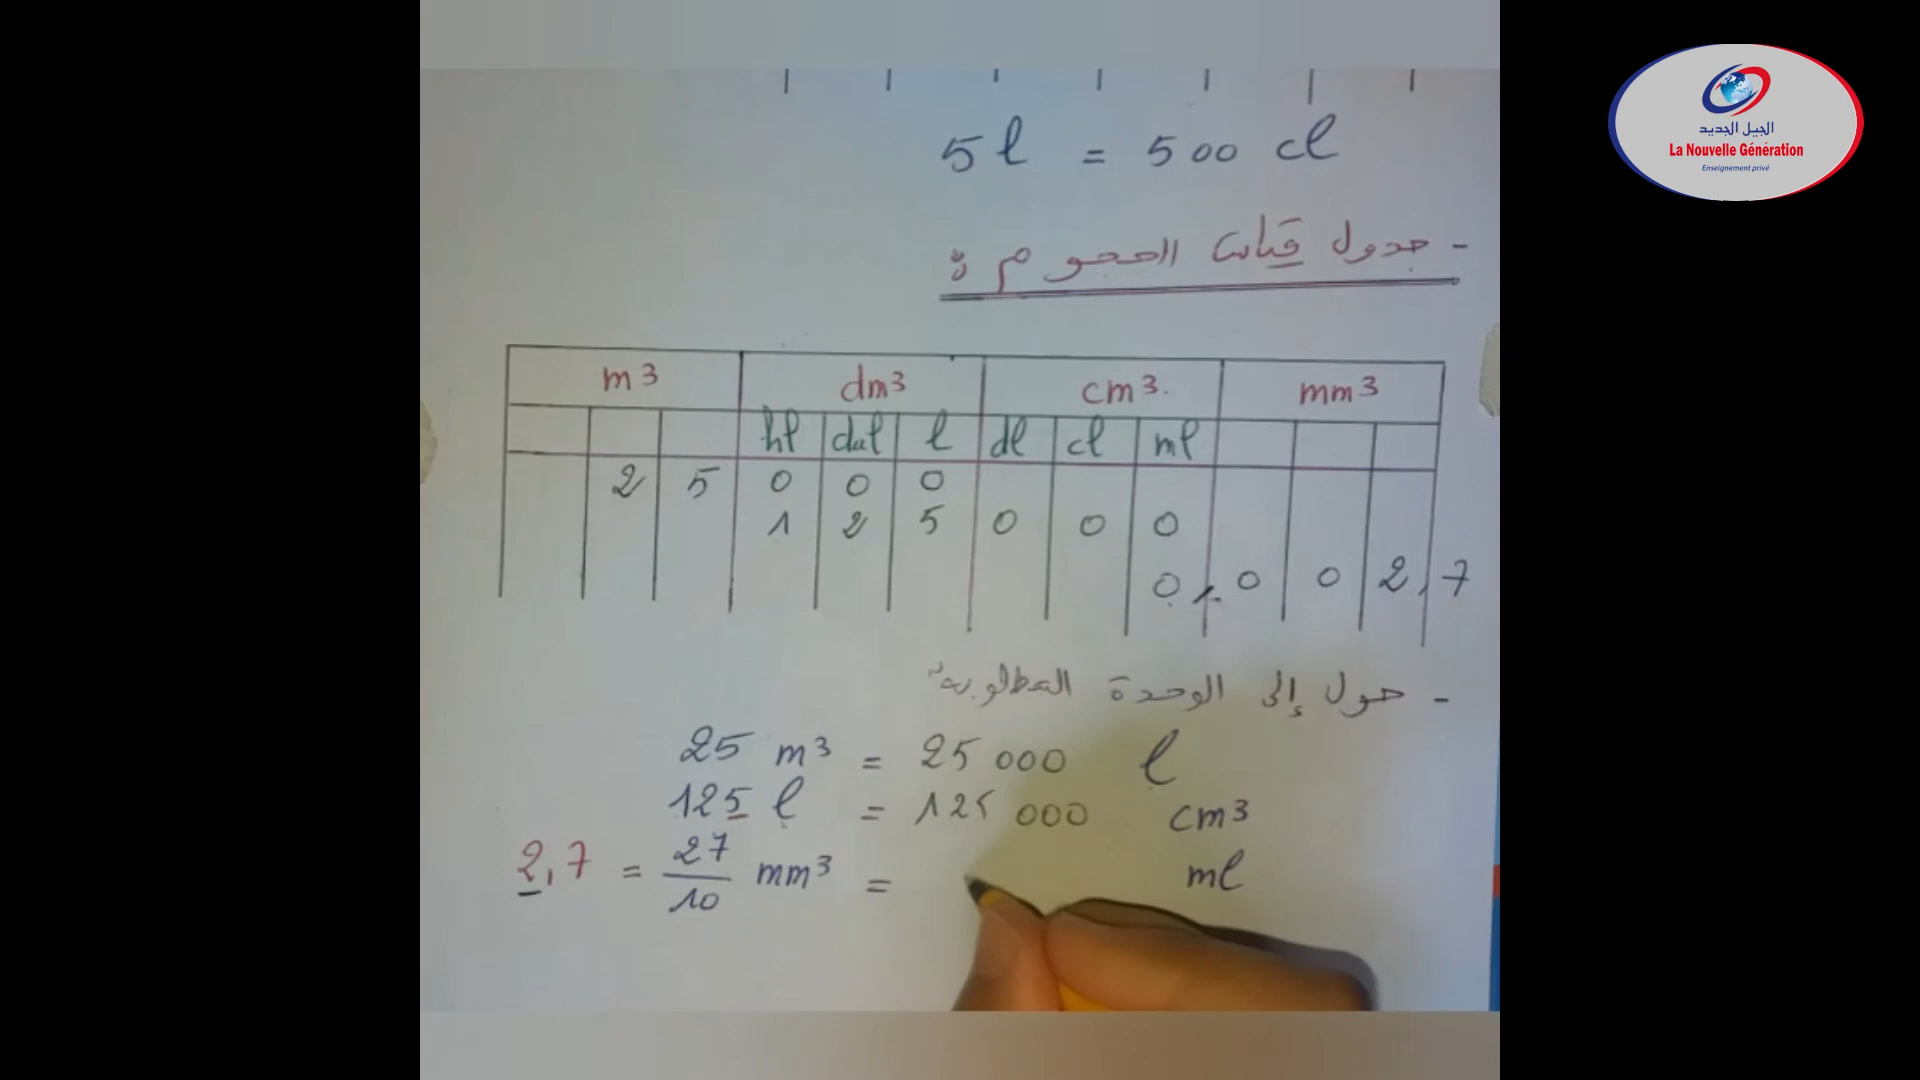 الجيل الجديد
La Nouvelle Génération
Enseignement privé
5 l = 500 cl
- جدول قياس الحجوم :
m3 dm3 cm3. mm3
hl dal l dl cl ml
2 5 0 0 0
1 2 5 0 0 0
0, 0 0 2, 7
- حول إلى الوحدة المطلوبة
25 m3 = 25 000 l
125 l = 125 000 cm3
2,7 = 27/10 mm3 = ml